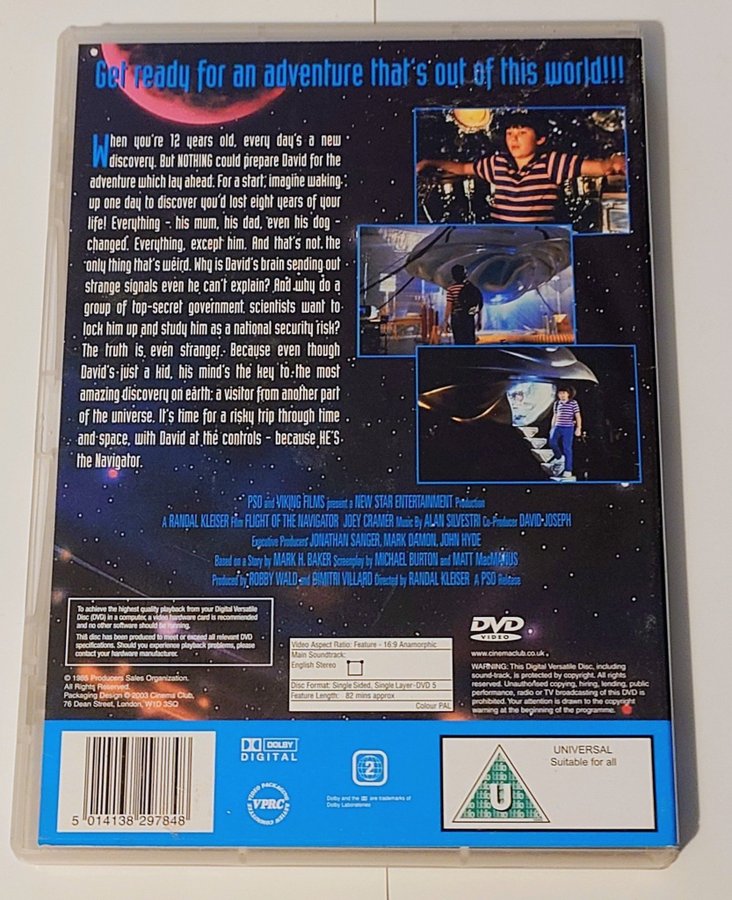 Get ready for an adventure that's out of this world!!!
When you're 12 years old, every day's a new
discovery. But NOTHING could prepare David for the
adventure which lay ahead. For a start, imagine waking
up one day to discover you'd lost eight years of your
life! Everything - his mum, his dad, even his dog -
changed. Everything, except him. And that's not the
only thing that's weird. Why is David's brain sending out
strange signals even he can't explain? And why do a
group of top-secret government scientists want to
lock him up and study him as a national security risk?
The truth is even stranger. Because even though
David's just a kid, his mind's the key to the most
amazing discovery on earth: a visitor from another part
of the universe. It's time for a risky trip through time
and space, with David at the controls - because HE'S
the Navigator.
PSO and VIKING FILMS present a NEW STAR ENTERTAINMENT Production
A RANDAL KLEISER Film FLIGHT OF THE NAVIGATOR JOEY CRAMER Music By ALAN SILVESTRI Co-Producer DAVID JOSEPH
Executive Producers JONATHAN SANGER, MARK DAMON, JOHN HYDE
Based on a Story by MARK H. BAKER Screenplay by MICHAEL BURTON and MATT MacMANUS
Produced by ROBBY WALD and DIMITRI VILLARD Directed by RANDAL KLEISER A PSO Release
To achieve the highest quality playback from your Digital Versatile
Disc (DVD) in a computer, a video hardware card is recommended
and no other software should be running.
This disc has been produced to meet or exceed all relevant DVD
specifications. Should you experience playback problems, please
contact your hardware manufacturer.
© 1985 Producers Sales Organization.
All Rights Reserved.
Packaging Design © 2003 Cinema Club,
76 Dean Street, London, W1D 3SQ
Video Aspect Ratio: Feature - 16:9 Anamorphic
Main Soundtrack:
English Stereo
Disc Format: Single Sided, Single Layer-DVD 5
Feature Length: 82 mins approx
Colour PAL
DVD
VIDEO
www.cinemaclub.co.uk
WARNING: This Digital Versatile Disc, including
sound-track, is protected by copyright. All rights
reserved. Unauthorised copying, hiring, lending, public
performance, radio or TV broadcasting of this DVD is
prohibited. Your attention is drawn to the copyright
warning at the beginning of the programme.
5 014138 297848
DOLBY
DIGITAL
VIDEO PACKAGING REVIEW COMMITTEE
VPRC
2
Dolby and the are trademarks of
Dolby Laboratories
U
UNIVERSAL
Suitable for all